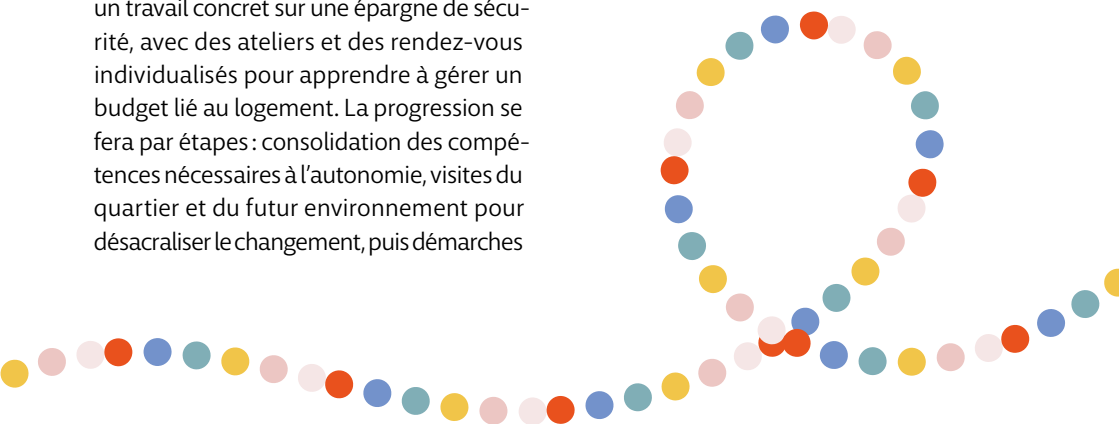 un travail concret sur une épargne de sécu-
rité, avec des ateliers et des rendez-vous
individualisés pour apprendre à gérer un
budget lié au logement. La progression se
fera par étapes : consolidation des compé-
tences nécessaires à l'autonomie, visites du
quartier et du futur environnement pour
désacraliser le changement, puis démarches